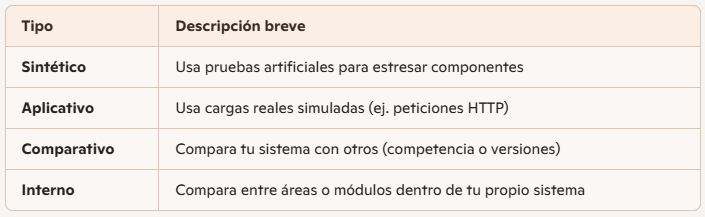 Tipo Descripción breve
Sintético Usa pruebas artificiales para estresar componentes
Aplicativo Usa cargas reales simuladas (ej. peticiones HTTP)
Comparativo Compara tu sistema con otros (competencia o versiones)
Interno Compara entre áreas o módulos dentro de tu propio sistema